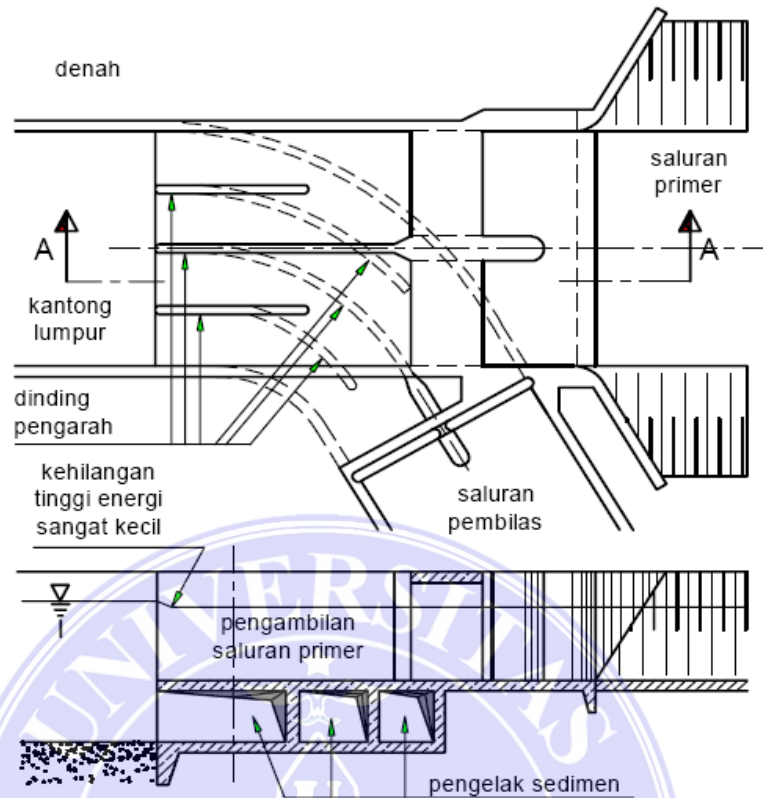 denah
saluran
primer
A
A
kantong
lumpur
dinding
pengarah
kehilangan
tinggi energi
sangat kecil
saluran
pembilas
pengambilan
saluran primer
pengelak sedimen
UNIVERSITAS